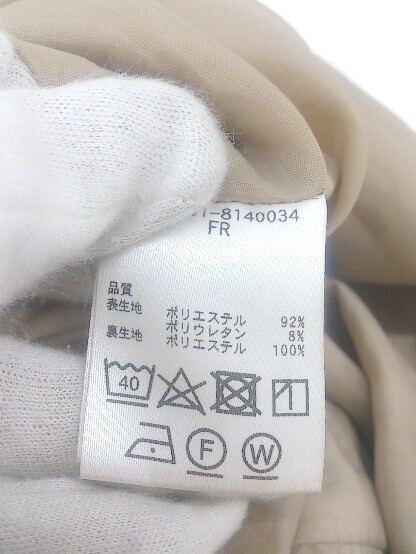 1-8140034
FR
品質
表生地 ポリエステル 92%
ポリウレタン 8%
裏生地 ポリエステル 100%
40
F W